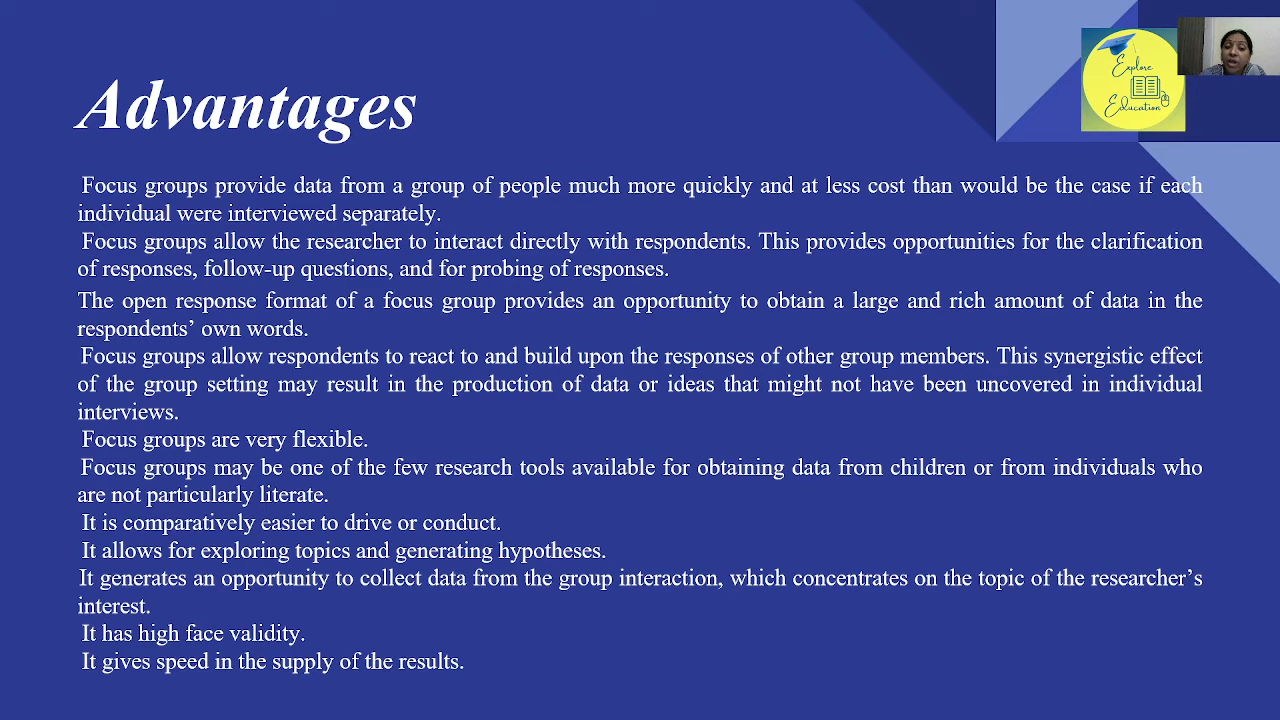 Explore
Education
Advantages
Focus groups provide data from a group of people much more quickly and at less cost than would be the case if each
individual were interviewed separately.
Focus groups allow the researcher to interact directly with respondents. This provides opportunities for the clarification
of responses, follow-up questions, and for probing of responses.
The open response format of a focus group provides an opportunity to obtain a large and rich amount of data in the
respondents’ own words.
Focus groups allow respondents to react to and build upon the responses of other group members. This synergistic effect
of the group setting may result in the production of data or ideas that might not have been uncovered in individual
interviews.
Focus groups are very flexible.
Focus groups may be one of the few research tools available for obtaining data from children or from individuals who
are not particularly literate.
It is comparatively easier to drive or conduct.
It allows for exploring topics and generating hypotheses.
It generates an opportunity to collect data from the group interaction, which concentrates on the topic of the researcher’s
interest.
It has high face validity.
It gives speed in the supply of the results.